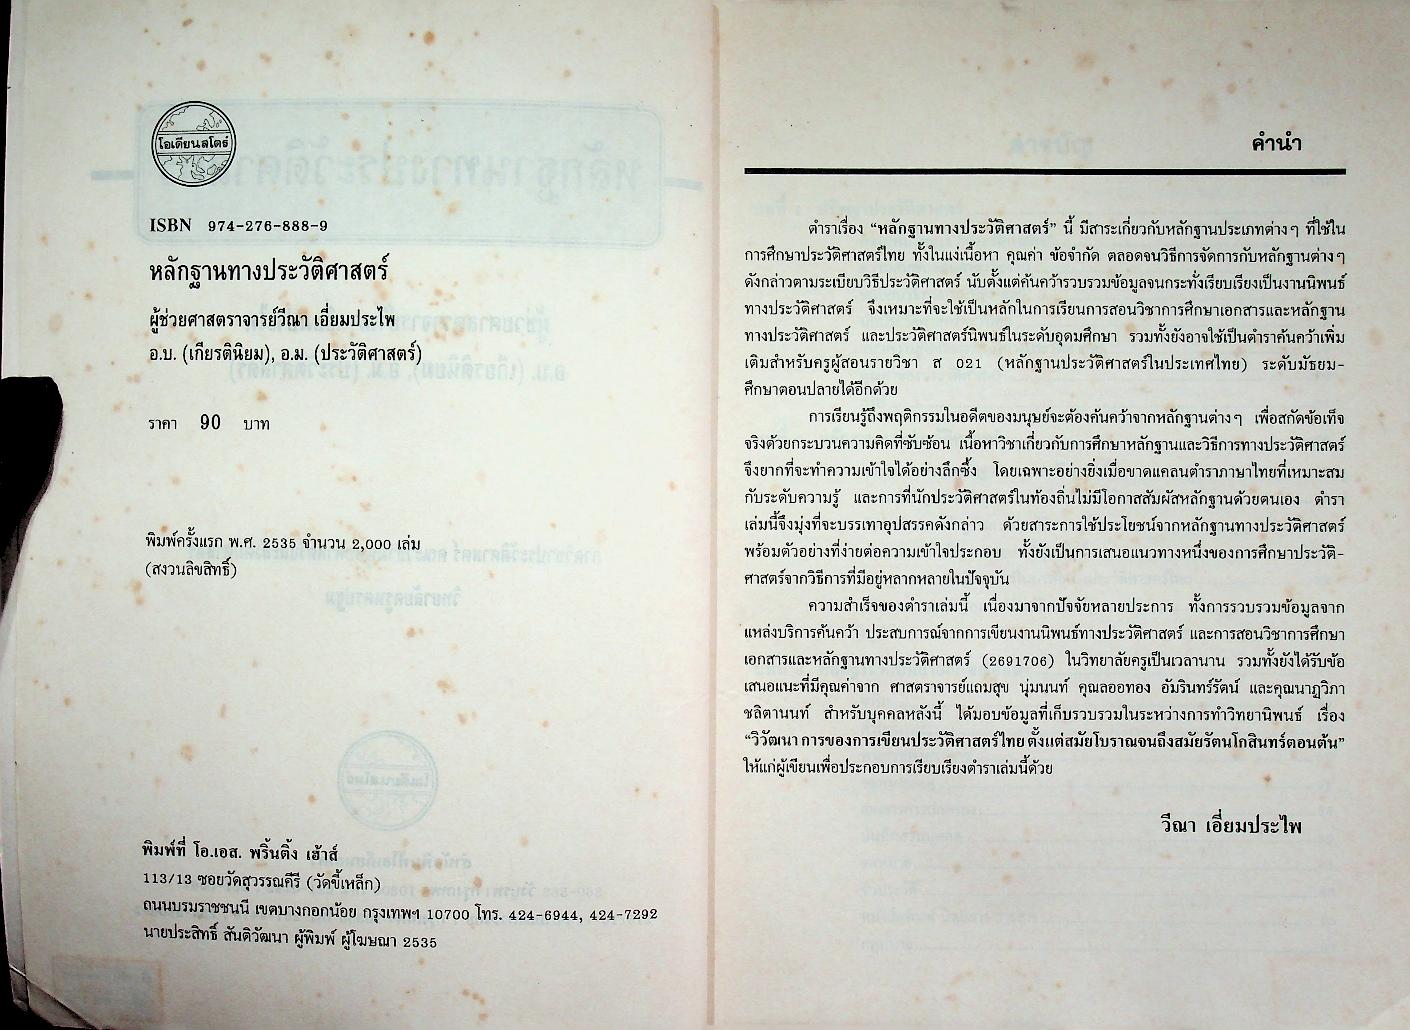 โอเดียนสโตร์
ISBN 974-276-888-9
หลักฐานทางประวัติศาสตร์
ผู้ช่วยศาสตราจารย์วีณา เอี่ยมประไพ
อ.บ. (เกียรตินิยม), อ.ม. (ประวัติศาสตร์)
ราคา 90 บาท
พิมพ์ครั้งแรก พ.ศ. 2535 จำนวน 2,000 เล่ม
(สงวนลิขสิทธิ์)
พิมพ์ที่ โอ.เอส. พริ้นติ้ง เฮ้าส์
113/13 ซอยวัดสุวรรณคีรี (วัดขี้เหล็ก)
ถนนบรมราชชนนี เขตบางกอกน้อย กรุงเทพฯ 10700 โทร. 424-6944, 424-7292
นายประสิทธิ์ สันติวัฒนา ผู้พิมพ์ ผู้โฆษณา 2535
คำนำ
ตำราเรื่อง “หลักฐานทางประวัติศาสตร์” นี้ มีสาระเกี่ยวกับหลักฐานประเภทต่างๆ ที่ใช้ใน
การศึกษาประวัติศาสตร์ไทย ทั้งในแง่เนื้อหา คุณค่า ข้อจำกัด ตลอดจนวิธีการจัดการกับหลักฐานต่างๆ
ดังกล่าวตามระเบียบวิธีประวัติศาสตร์ นับตั้งแต่ค้นคว้ารวบรวมข้อมูลจนกระทั่งเรียบเรียงเป็นงานนิพนธ์
ทางประวัติศาสตร์ จึงเหมาะที่จะใช้เป็นหลักในการเรียนการสอนวิชาการศึกษาเอกสารและหลักฐาน
ทางประวัติศาสตร์ และประวัติศาสตร์นิพนธ์ในระดับอุดมศึกษา รวมทั้งยังอาจใช้เป็นตำราค้นคว้าเพิ่ม
เติมสำหรับครูผู้สอนรายวิชา ส 021 (หลักฐานประวัติศาสตร์ในประเทศไทย) ระดับมัธยม-
ศึกษาตอนปลายได้อีกด้วย
การเรียนรู้ถึงพฤติกรรมในอดีตของมนุษย์จะต้องค้นคว้าจากหลักฐานต่างๆ เพื่อสกัดข้อเท็จ
จริงด้วยกระบวนความคิดที่ซับซ้อน เนื้อหาวิชาเกี่ยวกับการศึกษาหลักฐานและวิธีการทางประวัติศาสตร์
จึงยากที่จะทำความเข้าใจได้อย่างลึกซึ้ง โดยเฉพาะอย่างยิ่งเมื่อขาดแคลนตำราภาษาไทยที่เหมาะสม
กับระดับความรู้ และการที่นักประวัติศาสตร์ในท้องถิ่นไม่มีโอกาสสัมผัสหลักฐานด้วยตนเอง ตำรา
เล่มนี้จึงมุ่งที่จะบรรเทาอุปสรรคดังกล่าว ด้วยสาระการใช้ประโยชน์จากหลักฐานทางประวัติศาสตร์
พร้อมตัวอย่างที่ง่ายต่อความเข้าใจประกอบ ทั้งยังเป็นการเสนอแนวทางหนึ่งของการศึกษาประวัติ-
ศาสตร์จากวิธีการที่มีอยู่หลากหลายในปัจจุบัน
ความสำเร็จของตำราเล่มนี้ เนื่องมาจากปัจจัยหลายประการ ทั้งการรวบรวมข้อมูลจาก
แหล่งบริการค้นคว้า ประสบการณ์จากการเขียนงานนิพนธ์ทางประวัติศาสตร์ และการสอนวิชาการศึกษา
เอกสารและหลักฐานทางประวัติศาสตร์ (2691706) ในวิทยาลัยครูเป็นเวลานาน รวมทั้งยังได้รับข้อ
เสนอแนะที่มีคุณค่าจาก ศาสตราจารย์แถมสุข นุ่มนนท์ คุณลออทอง อัมรินทร์รัตน์ และคุณนาฏวิภา
ชลิตานนท์ สำหรับบุคคลหลังนี้ ได้มอบข้อมูลที่เก็บรวบรวมในระหว่างการทำวิทยานิพนธ์ เรื่อง
“วิวัฒนาการของการเขียนประวัติศาสตร์ไทย ตั้งแต่สมัยโบราณจนถึงสมัยรัตนโกสินทร์ตอนต้น”
ให้แก่ผู้เขียนเพื่อประกอบการเรียบเรียงตำราเล่มนี้ด้วย
วีณา เอี่ยมประไพ